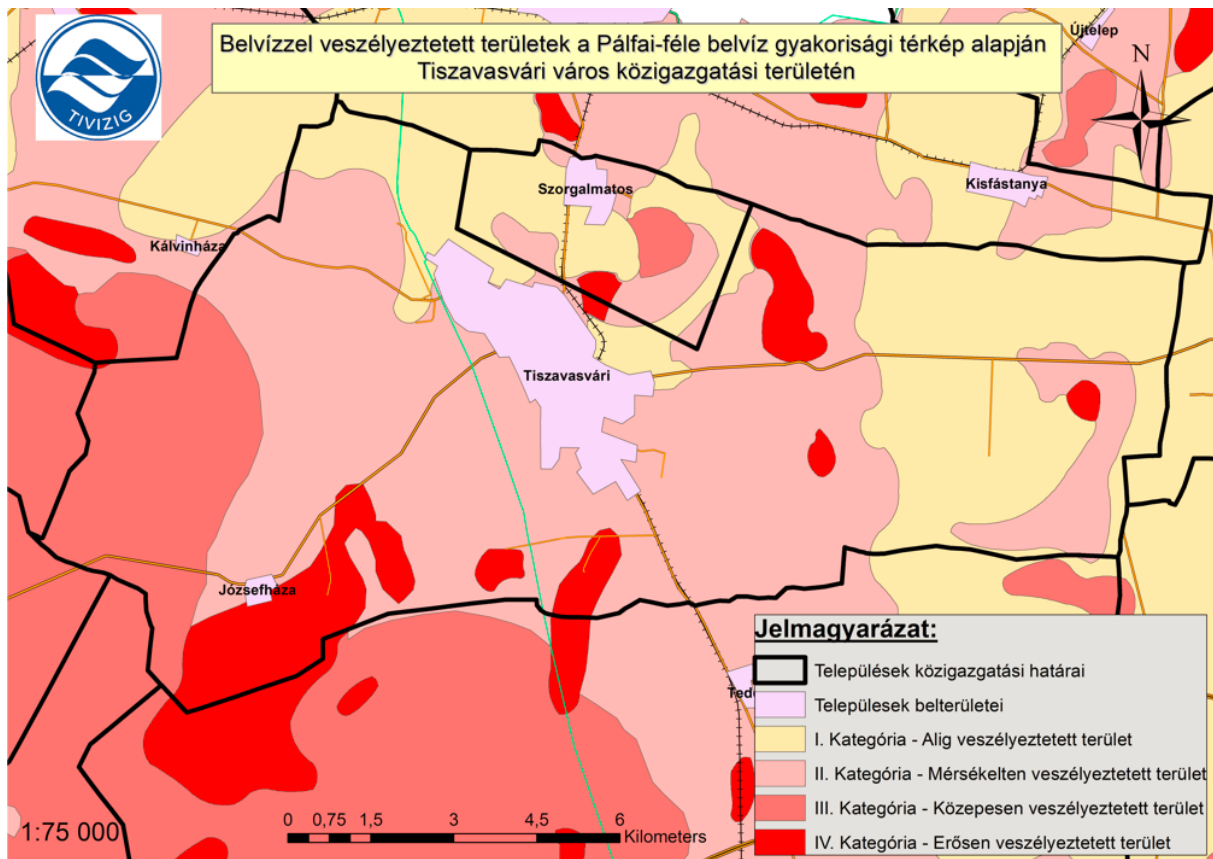 Belvízzel veszélyeztetett területek a Pálfai-féle belvíz gyakorisági térkép alapján
Tiszavasvári város közigazgatási területén
TIVIZIG
Újtelep
N
Szorgalmatos
Kisfástanya
Kálvinháza
Tiszavasvári
Józsefháza
Jelmagyarázat:
Települések közigazgatási határai
Települesek belterületei
I. Kategória - Alig veszélyeztetett terület
II. Kategória - Mérsékelten veszélyeztetett terület
III. Kategória - Közepesen veszélyeztetett terület
IV. Kategória - Erősen veszélyeztetett terület
1:75 000
0 0,75 1,5 3 4,5 6
Kilometers